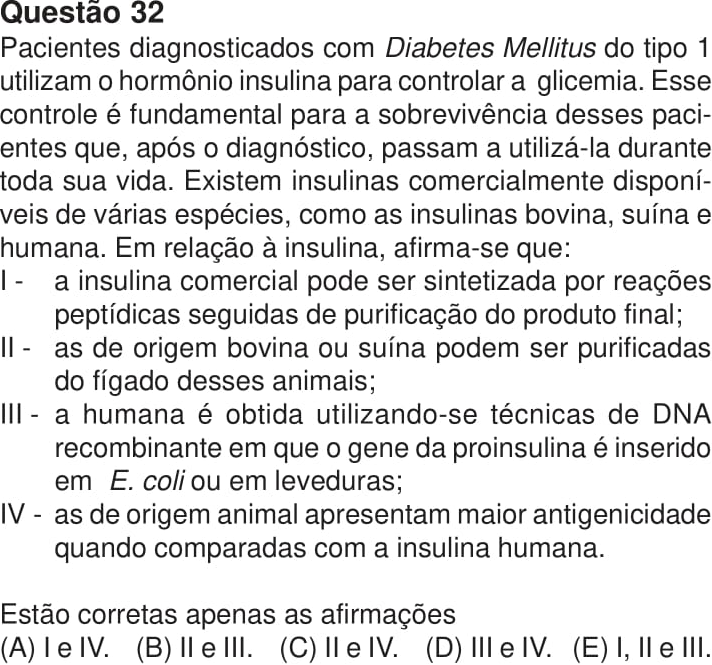 Questão 32
Pacientes diagnosticados com Diabetes Mellitus do tipo 1
utilizam o hormônio insulina para controlar a glicemia. Esse
controle é fundamental para a sobrevivência desses paci-
entes que, após o diagnóstico, passam a utilizá-la durante
toda sua vida. Existem insulinas comercialmente disponí-
veis de várias espécies, como as insulinas bovina, suína e
humana. Em relação à insulina, afirma-se que:
I - a insulina comercial pode ser sintetizada por reações
peptídicas seguidas de purificação do produto final;
II - as de origem bovina ou suína podem ser purificadas
do fígado desses animais;
III - a humana é obtida utilizando-se técnicas de DNA
recombinante em que o gene da proinsulina é inserido
em E. coli ou em leveduras;
IV - as de origem animal apresentam maior antigenicidade
quando comparadas com a insulina humana.
Estão corretas apenas as afirmações
(A) I e IV. (B) II e III. (C) II e IV. (D) III e IV. (E) I, II e III.